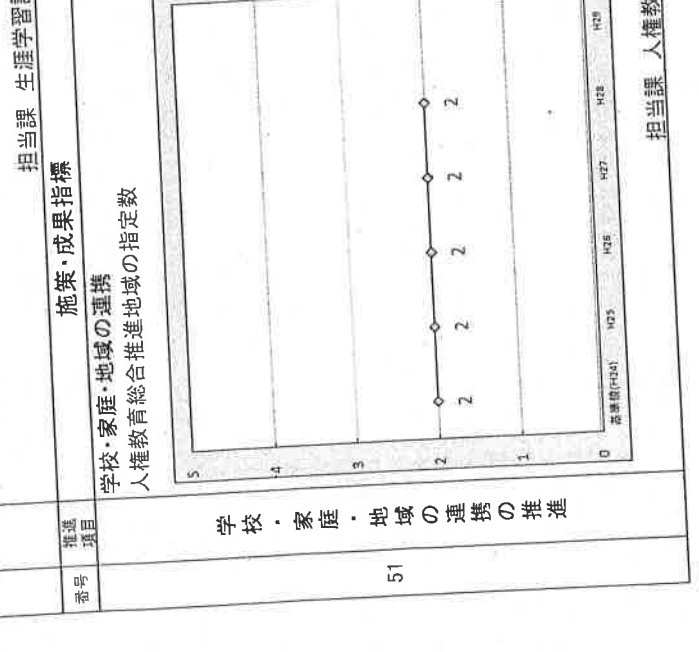 担当課 生涯学習
番号
推進
項目
施策・成果指標
51
学校・家庭・地域の連携の推進
学校・家庭・地域の連携
人権教育総合推進地域の指定数
5
4
3
2
1
0
2
2
2
2
2
基準値(H24)
H25
H26
H27
H28
H29
担当課 人権教